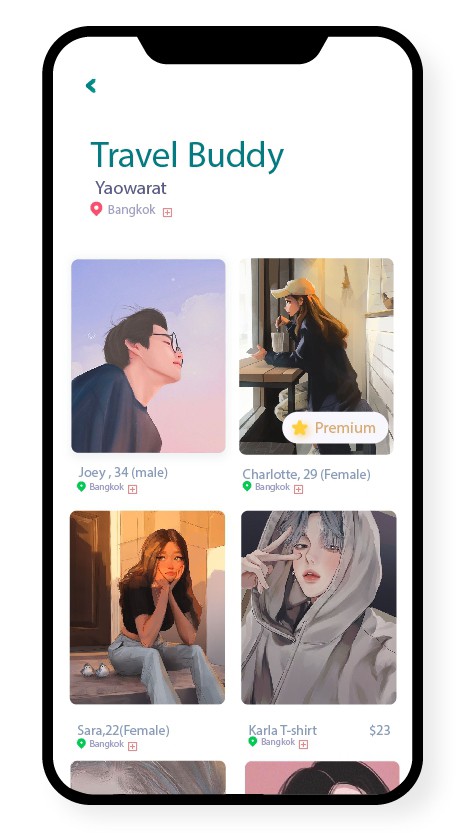 Travel Buddy
Yaowarat
Bangkok
Premium
Joey , 34 (male)
Bangkok
Charlotte, 29 (Female)
Bangkok
Sara,22(Female)
Bangkok
Karla T-shirt $23
Bangkok